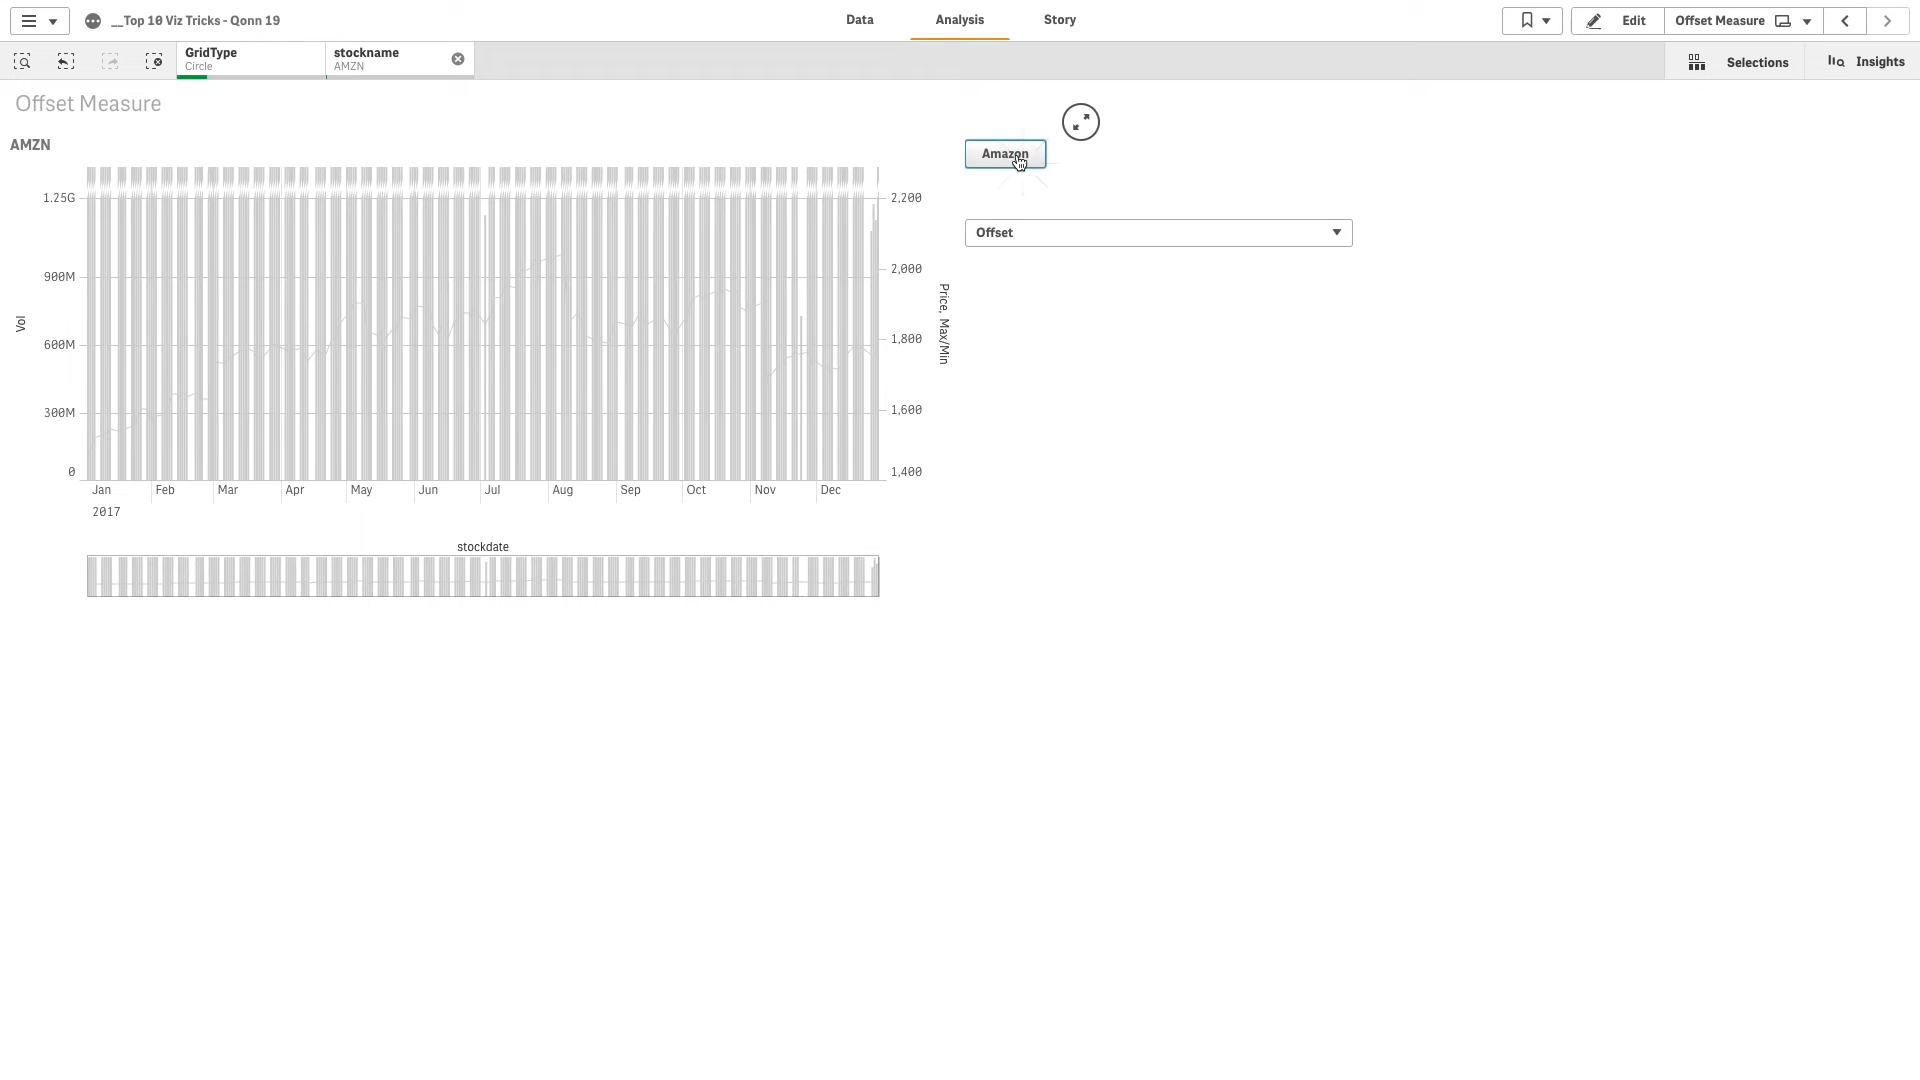 __Top 10 Viz Tricks - Qonn 19
Data
Analysis
Story
Edit
Offset Measure
GridType
Circle
stockname
AMZN
Selections
Insights
Offset Measure
AMZN
Amazon
Offset
1.25G
900M
600M
300M
0
Vol
2,200
2,000
1,800
1,600
1,400
Price, Max/Min
Jan
Feb
Mar
Apr
May
Jun
Jul
Aug
Sep
Oct
Nov
Dec
2017
stockdate